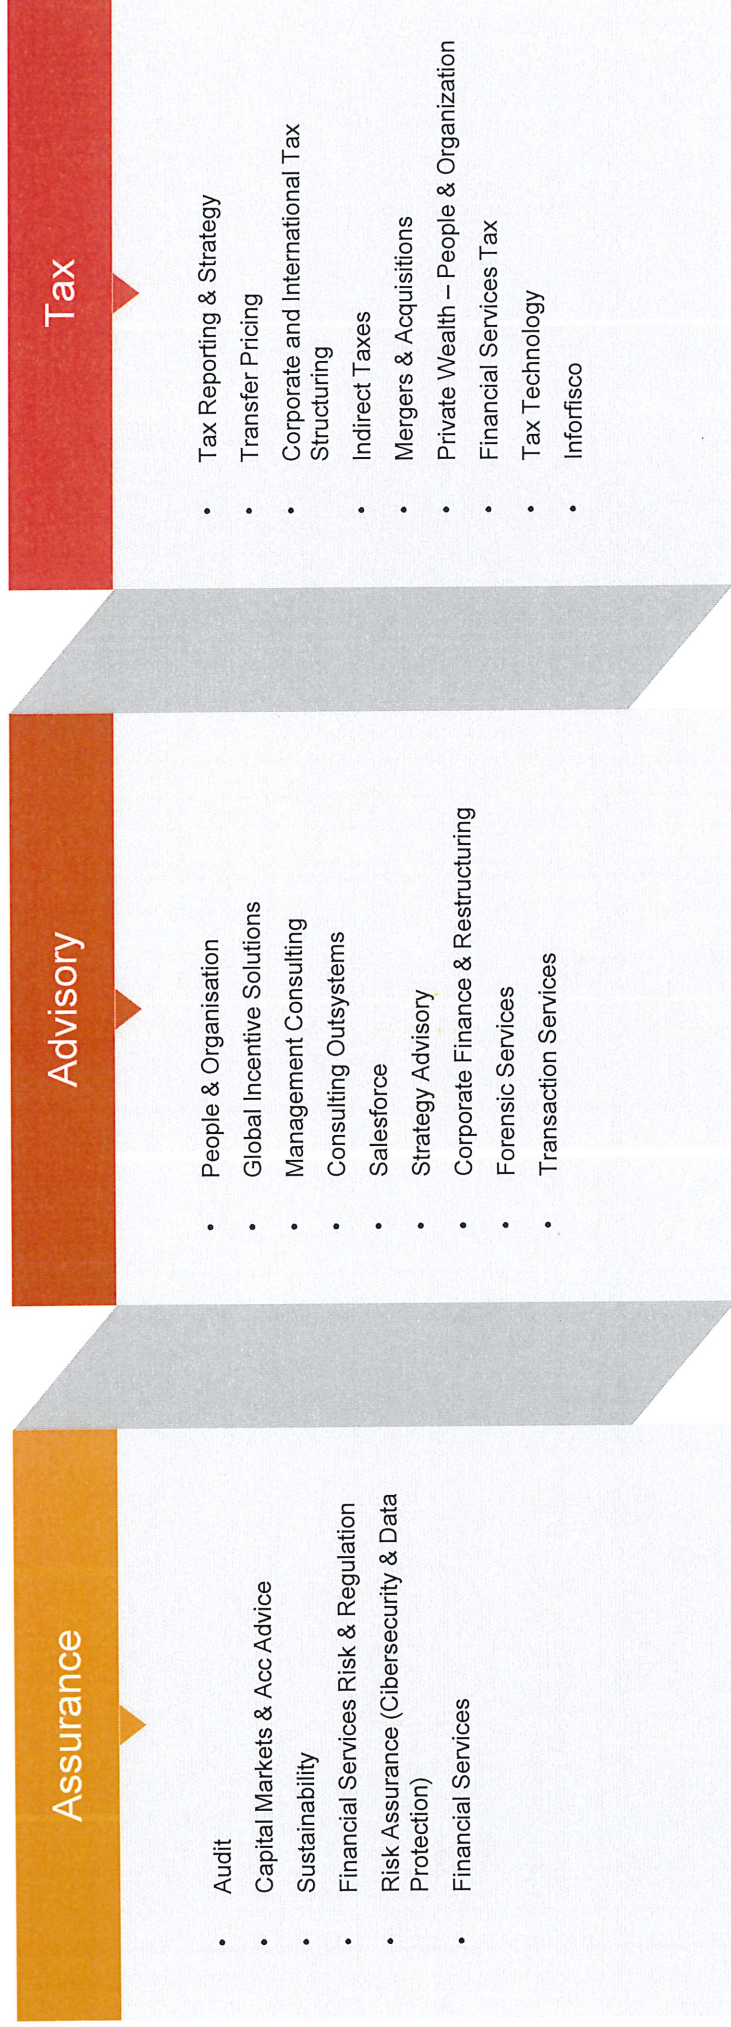 Assurance
• Audit
• Capital Markets & Acc Advice
• Sustainability
• Financial Services Risk & Regulation
• Risk Assurance (Cibersecurity & Data
Protection)
• Financial Services
Advisory
• People & Organisation
• Global Incentive Solutions
• Management Consulting
• Consulting Outsystems
• Salesforce
• Strategy Advisory
• Corporate Finance & Restructuring
• Forensic Services
• Transaction Services
Tax
• Tax Reporting & Strategy
• Transfer Pricing
• Corporate and International Tax
Structuring
• Indirect Taxes
• Mergers & Acquisitions
• Private Wealth – People & Organization
• Financial Services Tax
• Tax Technology
• Inforfisco